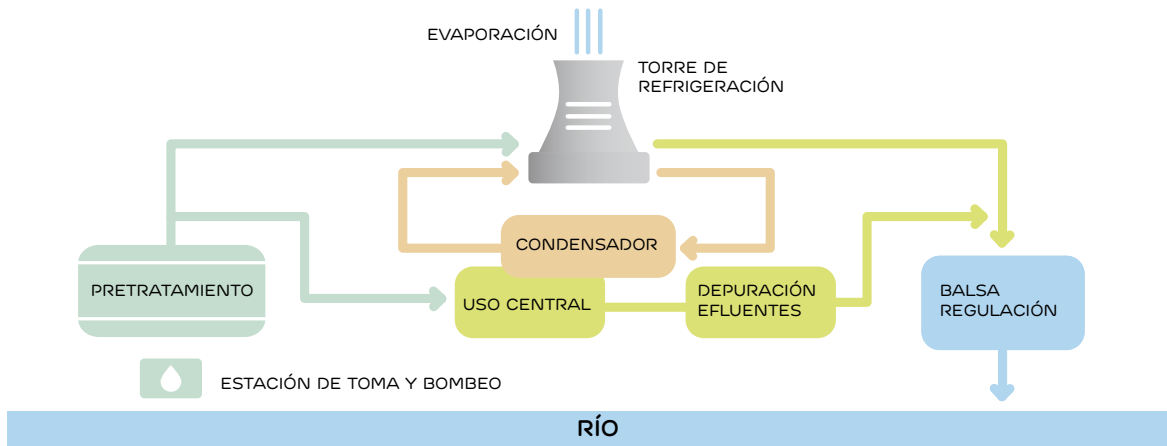 EVAPORACIÓN
TORRE DE
REFRIGERACIÓN
CONDENSADOR
PRETRATAMIENTO
USO CENTRAL
DEPURACIÓN
EFLUENTES
BALSA
REGULACIÓN
ESTACIÓN DE TOMA Y BOMBEO
RÍO